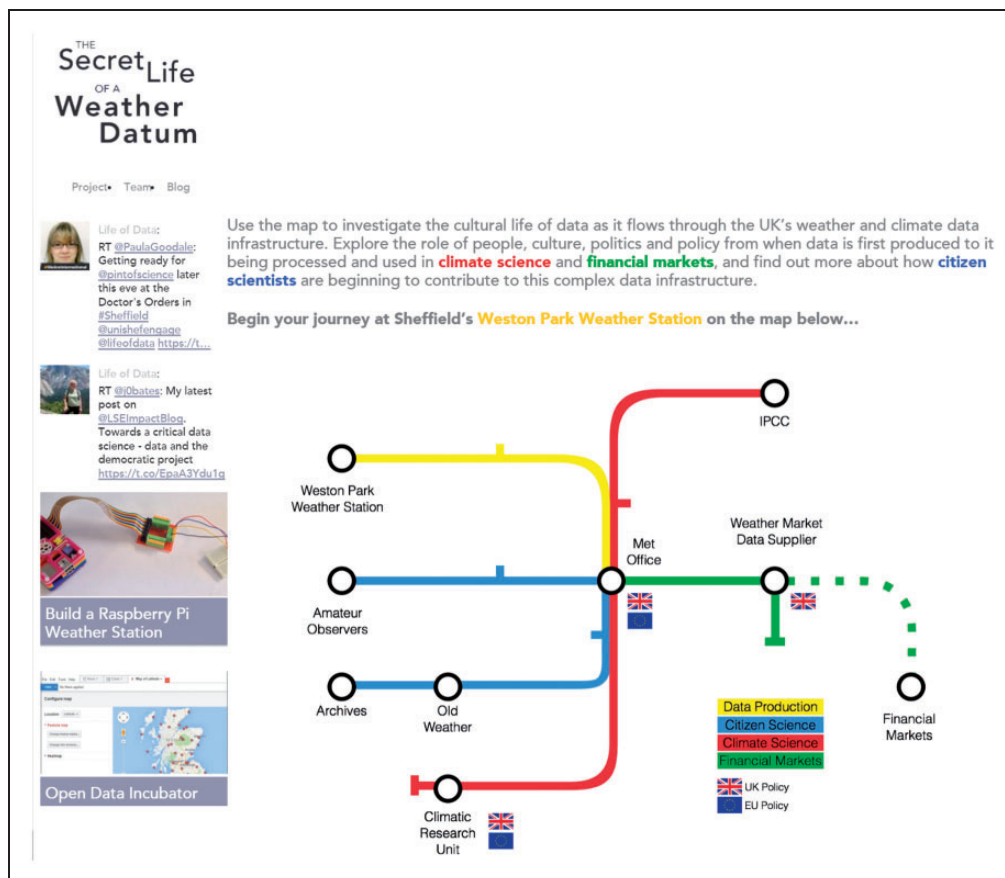 THE
Secret Life
OF A
Weather
Datum
Project• Team• Blog
Life of Data:
RT @PaulaGoodale:
Getting ready for
@pintofscience later
this eve at the
Doctor's Orders in
#Sheffield
@unishefengage
@lifeofdata https://t...
Life of Data:
RT @j0bates: My latest
post on
@LSEImpactBlog.
Towards a critical data
science - data and the
democratic project
https://t.co/EpaA3Ydu1g
Build a Raspberry Pi
Weather Station
Configure map
Open Data Incubator
Use the map to investigate the cultural life of data as it flows through the UK's weather and climate data
infrastructure. Explore the role of people, culture, politics and policy from when data is first produced to it
being processed and used in climate science and financial markets, and find out more about how citizen
scientists are beginning to contribute to this complex data infrastructure.
Begin your journey at Sheffield's Weston Park Weather Station on the map below...
IPCC
Weston Park
Weather Station
Met
Office
Weather Market
Data Supplier
Amateur
Observers
Archives
Old
Weather
Financial
Markets
Climatic
Research
Unit
Data Production
Citizen Science
Climate Science
Financial Markets
UK Policy
EU Policy